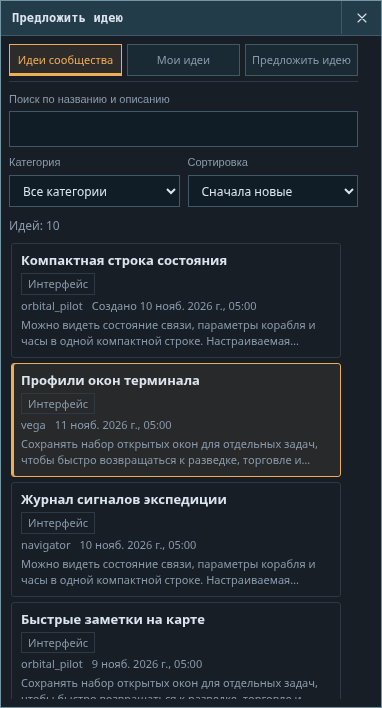 Предложить идею
Идеи сообщества
Мои идеи
Предложить идею
Поиск по названию и описанию
Категория
Сортировка
Все категории
Сначала новые
Идей: 10
Компактная строка состояния
Интерфейс
orbital_pilot Создано 10 нояб. 2026 г., 05:00
Можно видеть состояние связи, параметры корабля и
часы в одной компактной строке. Настраиваемая...
Профили окон терминала
Интерфейс
vega 11 нояб. 2026 г., 05:00
Сохранять набор открытых окон для отдельных задач,
чтобы быстро возвращаться к разведке, торговле и...
Журнал сигналов экспедиции
Интерфейс
navigator 10 нояб. 2026 г., 05:00
Можно видеть состояние связи, параметры корабля и
часы в одной компактной строке. Настраиваемая...
Быстрые заметки на карте
Интерфейс
orbital_pilot 9 нояб. 2026 г., 05:00
Сохранять набор открытых окон для отдельных задач,
чтобы быстро возвращаться к разведке, торговле и...